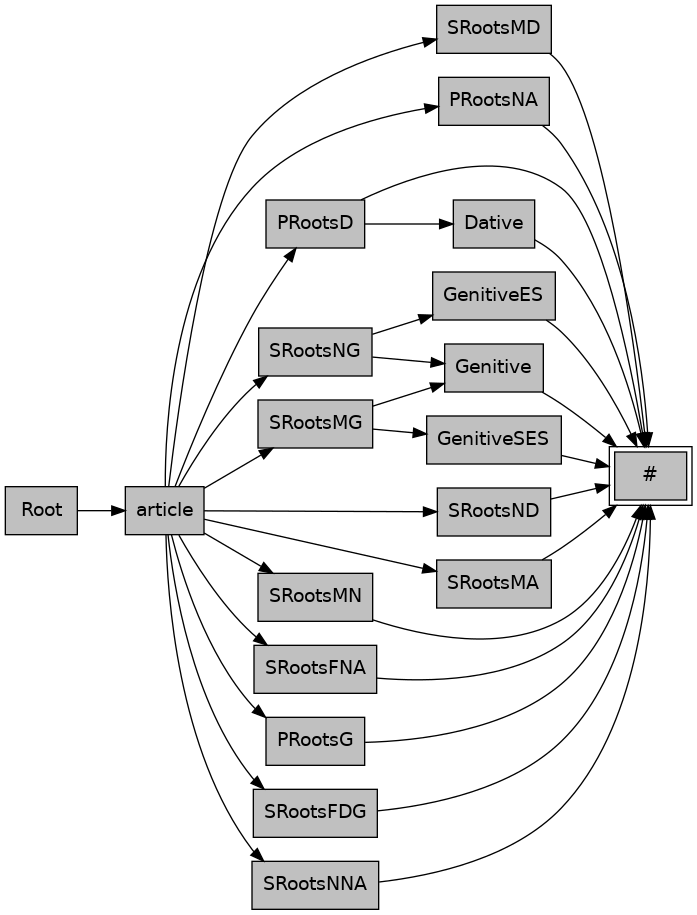 SRootsMD
PRootsNA
PRootsD
Dative
GenitiveES
SRootsNG
Genitive
SRootsMG
GenitiveSES
#
Root
article
SRootsND
SRootsMA
SRootsMN
SRootsFNA
PRootsG
SRootsFDG
SRootsNNA